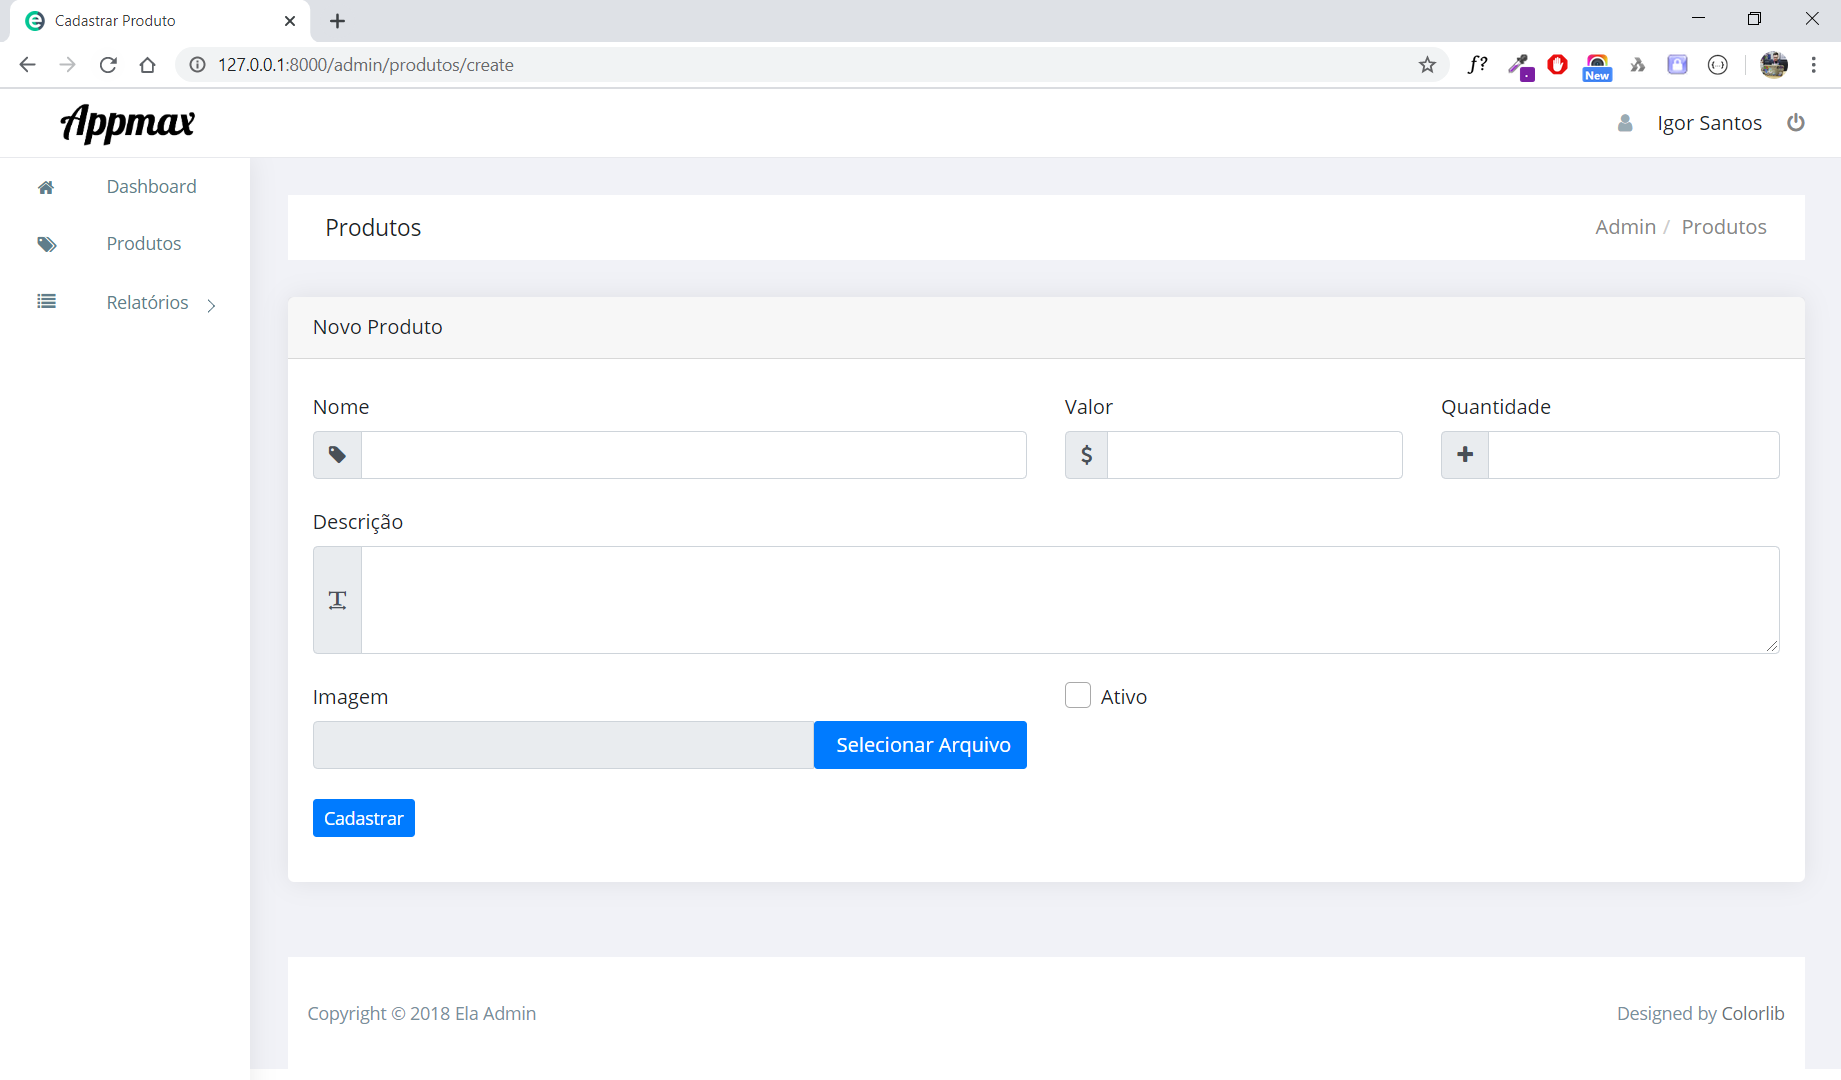 Cadastrar Produto
127.0.0.1:8000/admin/produtos/create
f?
New
Appmax
Igor Santos
Dashboard
Produtos
Relatórios
Produtos
Admin / Produtos
Novo Produto
Nome
Valor
Quantidade
$
Descrição
Imagem
Ativo
Selecionar Arquivo
Cadastrar
Copyright © 2018 Ela Admin
Designed by Colorlib